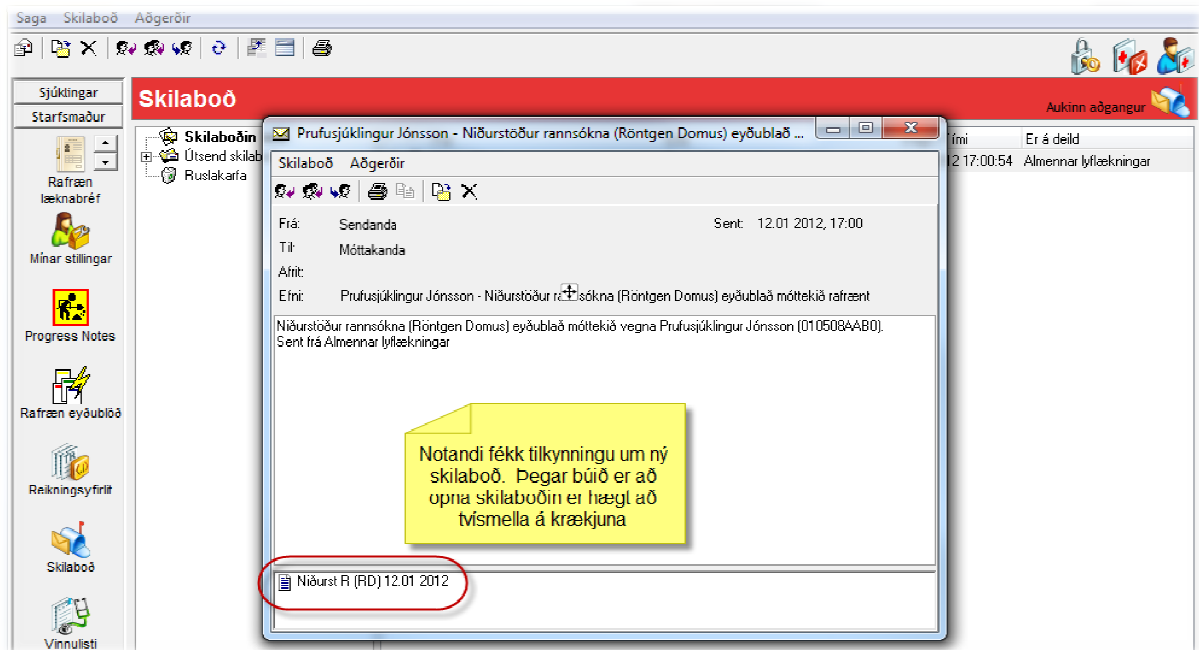 Saga Skilaboð Aðgerðir
Sjúklingar
Starfsmaður
Rafræn
læknabréf
Mínar stillingar
Progress Notes
Rafræn eyðublöð
Reikningsyfirlit
Skilaboð
Vinnulisti
Skilaboð
Aukinn aðgangur
Skilaboðin
Útsend skilab
Ruslakarfa
ími Er á deild
12 17:00:54 Almennar lyflækningar
Prufusjúklingur Jónsson - Niðurstöður rannsókna (Röntgen Domus) eyðublað ...
Skilaboð Aðgerðir
Frá: Sendanda Sent: 12.01 2012, 17:00
Til: Móttakanda
Afrit:
Efni: Prufusjúklingur Jónsson - Niðurstöður ra sókna (Röntgen Domus) eyðublað móttekið rafrænt
Niðurstöður rannsókna (Röntgen Domus) eyðublað móttekið vegna Prufusjúklingur Jónsson (010508AAB0).
Sent frá Almennar lyflækningar
Notandi fékk tilkynningu um ný
skilaboð. Þegar búið er að
opna skilaboðin er hægt að
tvísmella á krækjuna
Niðurst R (RD) 12.01 2012